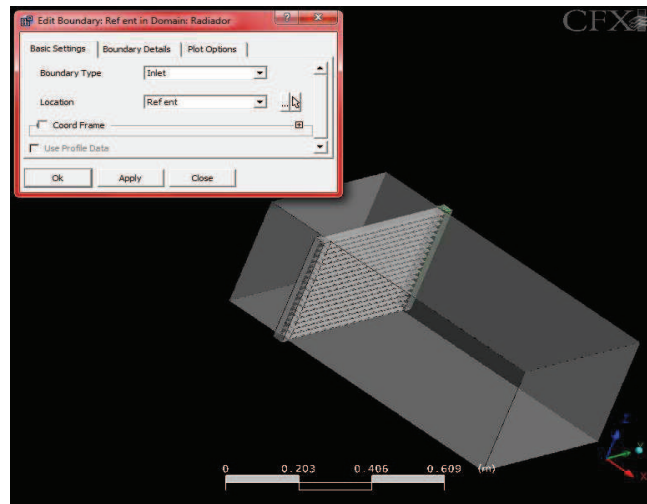 Edit Boundary: Ref ent in Domain: Radiador
CFX
Basic Settings
Boundary Details
Plot Options
Boundary Type
Inlet
Location
Ref ent
...
Coord Frame
Use Profile Data
Ok
Apply
Close
0 0.203 0.406 0.609 (m)
Z
Y
X